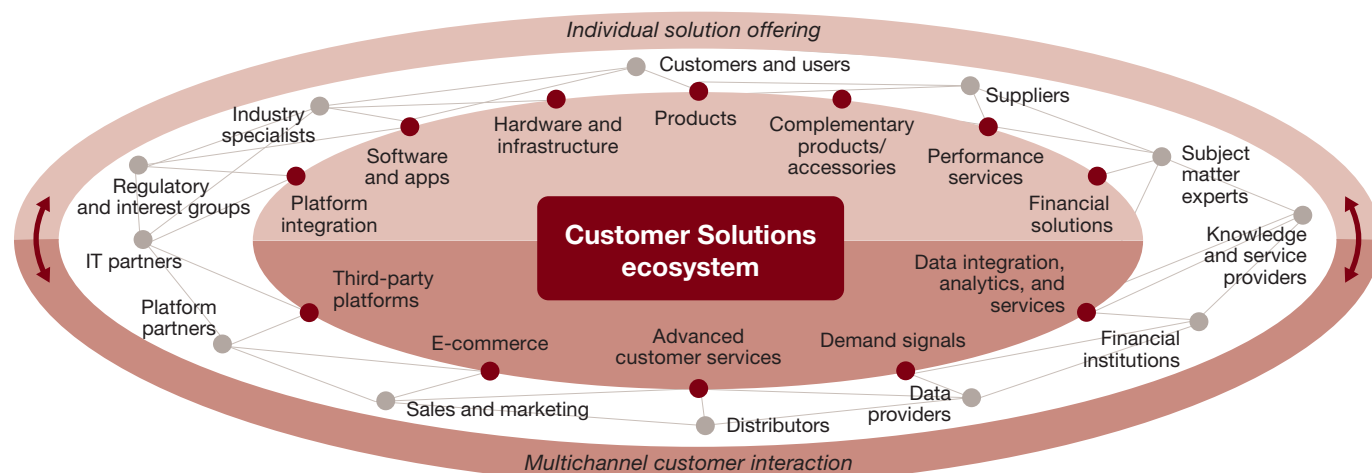 Individual solution offering
Customers and users
Suppliers
Industry
specialists
Hardware and
infrastructure
Products
Complementary
products/
accessories
Software
and apps
Performance
services
Subject
matter
experts
Regulatory
and interest groups
Platform
integration
Financial
solutions
Customer Solutions
ecosystem
IT partners
Knowledge
and service
providers
Third-party
platforms
Data integration,
analytics, and
services
Platform
partners
E-commerce
Advanced
customer services
Demand signals
Financial
institutions
Sales and marketing
Distributors
Data
providers
Multichannel customer interaction